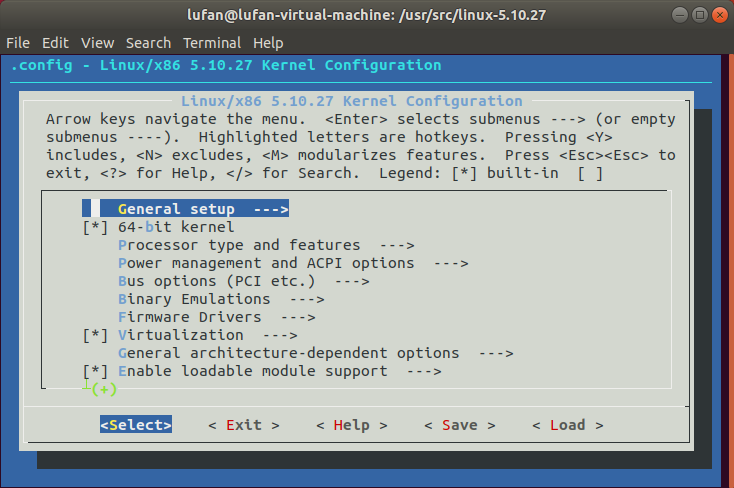 lufan@lufan-virtual-machine: /usr/src/linux-5.10.27
File Edit View Search Terminal Help
.config - Linux/x86 5.10.27 Kernel Configuration
Linux/x86 5.10.27 Kernel Configuration
Arrow keys navigate the menu. <Enter> selects submenus ---> (or empty
submenus ----). Highlighted letters are hotkeys. Pressing <Y>
includes, <N> excludes, <M> modularizes features. Press <Esc><Esc> to
exit, <?> for Help, </> for Search. Legend: [*] built-in [ ]
General setup --->
[*] 64-bit kernel
Processor type and features --->
Power management and ACPI options --->
Bus options (PCI etc.) --->
Binary Emulations --->
Firmware Drivers --->
[*] Virtualization --->
General architecture-dependent options --->
[*] Enable loadable module support --->
(+)
<Select> < Exit > < Help > < Save > < Load >